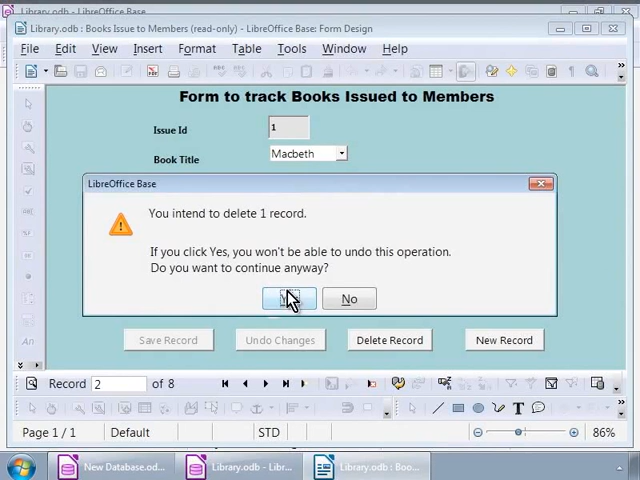 Library.odb - LibreOffice Base
Library.odb : Books Issue to Members (read-only) - LibreOffice Base: Form Design
File Edit View Insert Format Table Tools Window Help
Form to track Books Issued to Members
Issue Id 1
Book Title Macbeth
LibreOffice Base
You intend to delete 1 record.
If you click Yes, you won't be able to undo this operation.
Do you want to continue anyway?
No
Save Record Undo Changes Delete Record New Record
Record 2 of 8
Page 1 / 1 Default STD 86%
New Database.od... Library.odb - Libr... Library.odb : Boo...